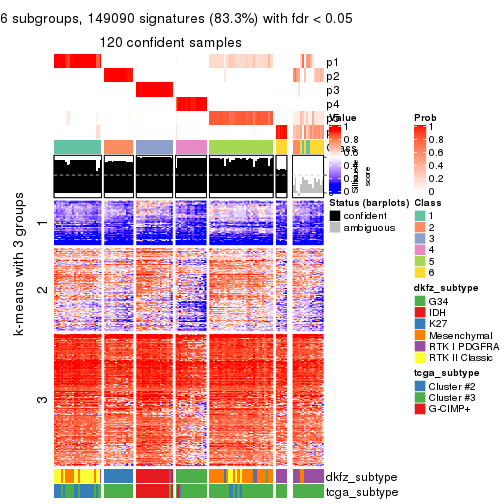 6 subgroups, 149090 signatures (83.3%) with fdr < 0.05
120 confident samples
p1
p2
p3
p4
Value
1
0.8
0.6
0.4
0.2
0
Silhouette
score
Prob
1
0.8
0.6
0.4
0.2
0
Status (barplots)
confident
ambiguous
Class
1
2
3
4
5
6
dkfz_subtype
G34
IDH
K27
Mesenchymal
RTK I PDGFRA
RTK II Classic
tcga_subtype
Cluster #2
Cluster #3
G-CIMP+
k-means with 3 groups
1
2
3
dkfz_subtype
tcga_subtype